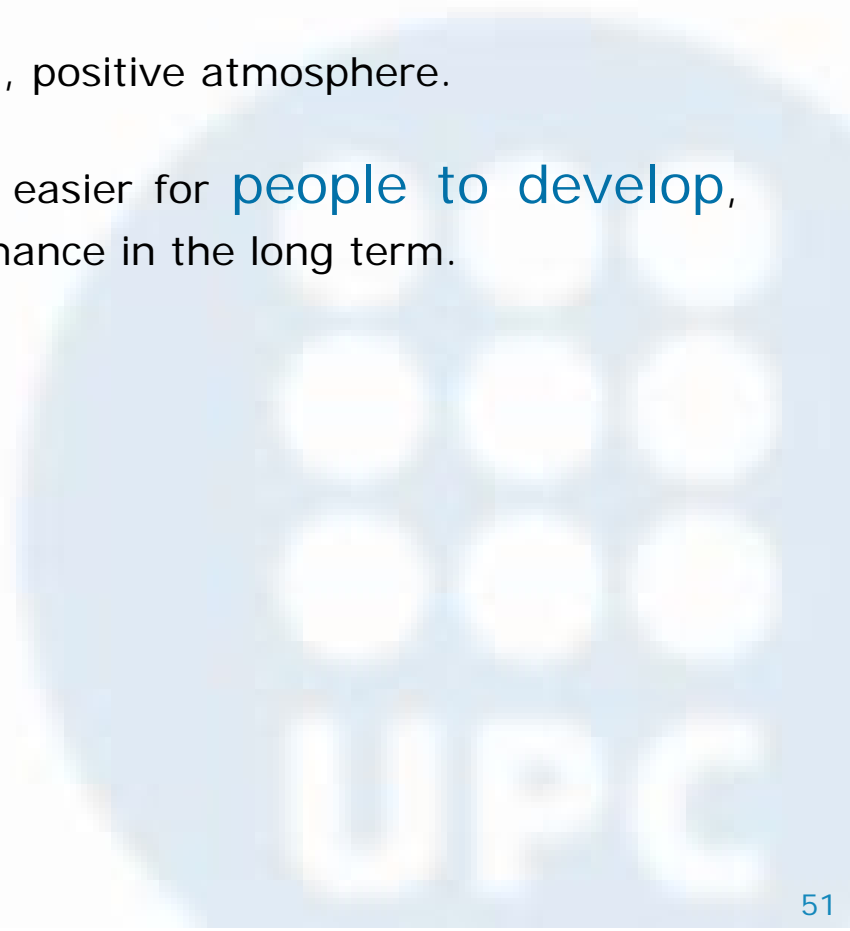 , positive atmosphere.
easier for people to develop,
nance in the long term.
UPC
51